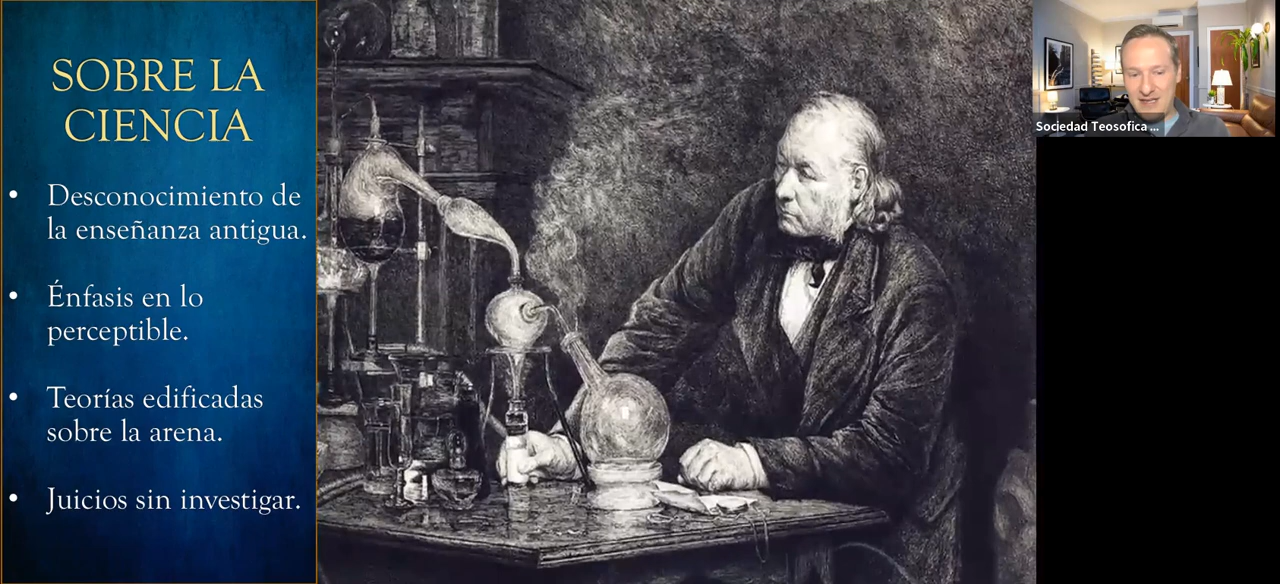 SOBRE LA
CIENCIA
• Desconocimiento de
la enseñanza antigua.
• Énfasis en lo
perceptible.
• Teorías edificadas
sobre la arena.
• Juicios sin investigar.
Sociedad Teosofica ...